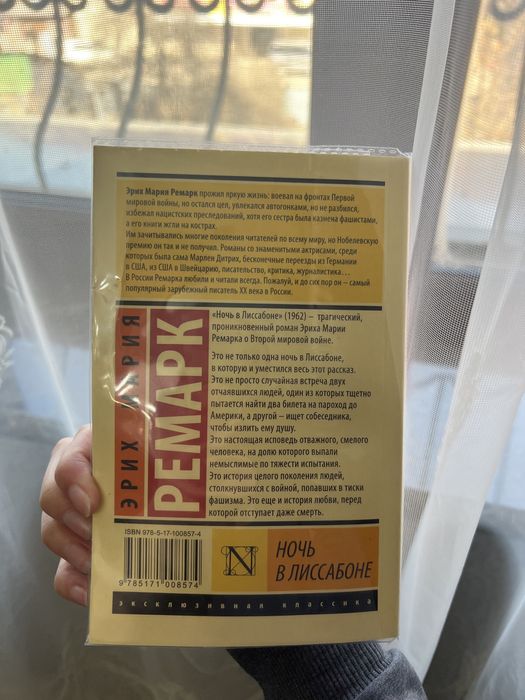 Эрих Мария Ремарк прожил яркую жизнь: воевал на фронтах Первой
мировой войны, но остался цел, увлекался автогонками, но не разбился,
избежал нацистских преследований, хотя его сестра была казнена фашистами,
а его книги жгли на кострах.
Им зачитывались многие поколения читателей по всему миру, но Нобелевскую
премию он так и не получил. Романы со знаменитыми актрисами, среди
которых была сама Марлен Дитрих, бесконечные переезды из Германии
в США, из США в Швейцарию, писательство, критика, журналистика...
В России Ремарка любили и читали всегда. Пожалуй, и до сих пор он – самый
популярный зарубежный писатель XX века в России.
ЭРИХ МАРИЯ
РЕМАРК
«Ночь в Лиссабоне» (1962) – трагический,
проникновенный роман Эриха Марии
Ремарка о Второй мировой войне.
Это не только одна ночь в Лиссабоне,
в которую и уместился весь этот рассказ.
Это не просто случайная встреча двух
отчаявшихся людей, один из которых тщетно
пытается найти два билета на пароход до
Америки, а другой – ищет собеседника,
чтобы излить ему душу.
Это настоящая исповедь отважного, смелого
человека, на долю которого выпали
немыслимые по тяжести испытания.
Это история целого поколения людей,
столкнувшихся с войной, попавших в тиски
фашизма. Это еще и история любви, перед
которой отступает даже смерть.
ISBN 978-5-17-100857-4
9 785171 008574
N
НОЧЬ
В ЛИССАБОНЕ
эксклюзивная классика